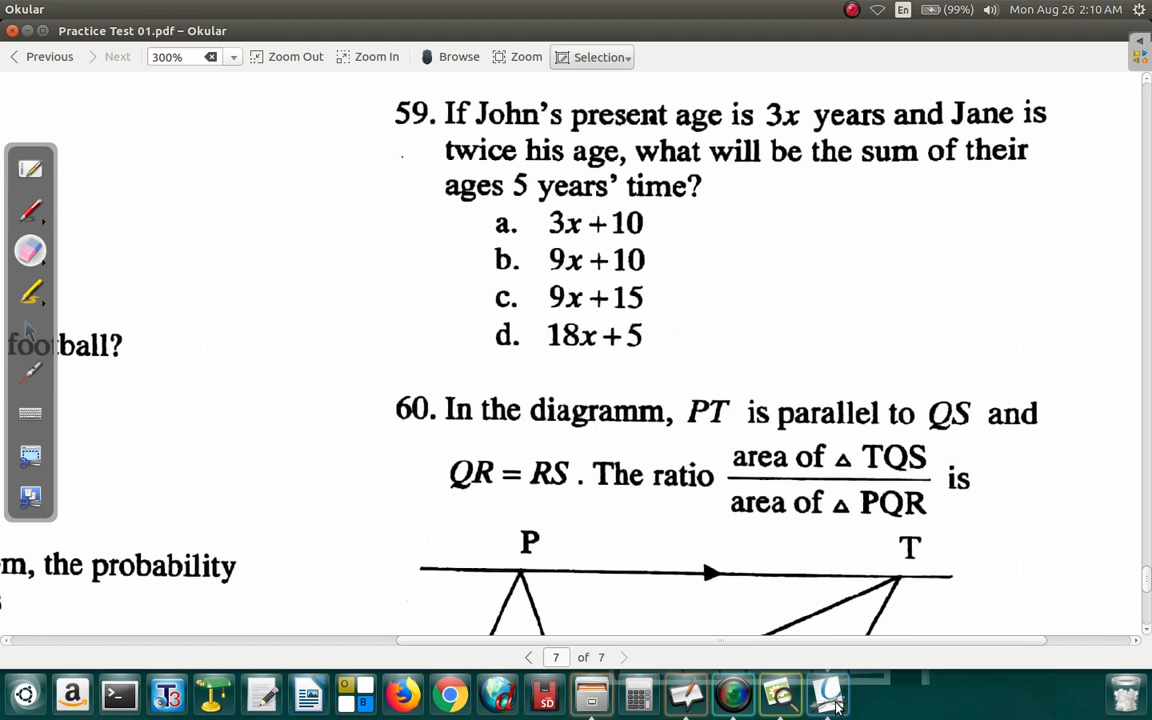 Okular
En
(99%)
Mon Aug 26 2:10 AM
Practice Test 01.pdf – Okular
Previous Next 300% Zoom Out Zoom In Browse Zoom Selection
59. If John's present age is 3x years and Jane is
twice his age, what will be the sum of their
ages 5 years' time?
a. 3x+10
b. 9x+10
c. 9x+15
d. 18x+5
football?
60. In the diagramm, PT is parallel to QS and
QR = RS . The ratio area of △ TQS / area of △ PQR is
P
T
m, the probability
7 of 7
SD